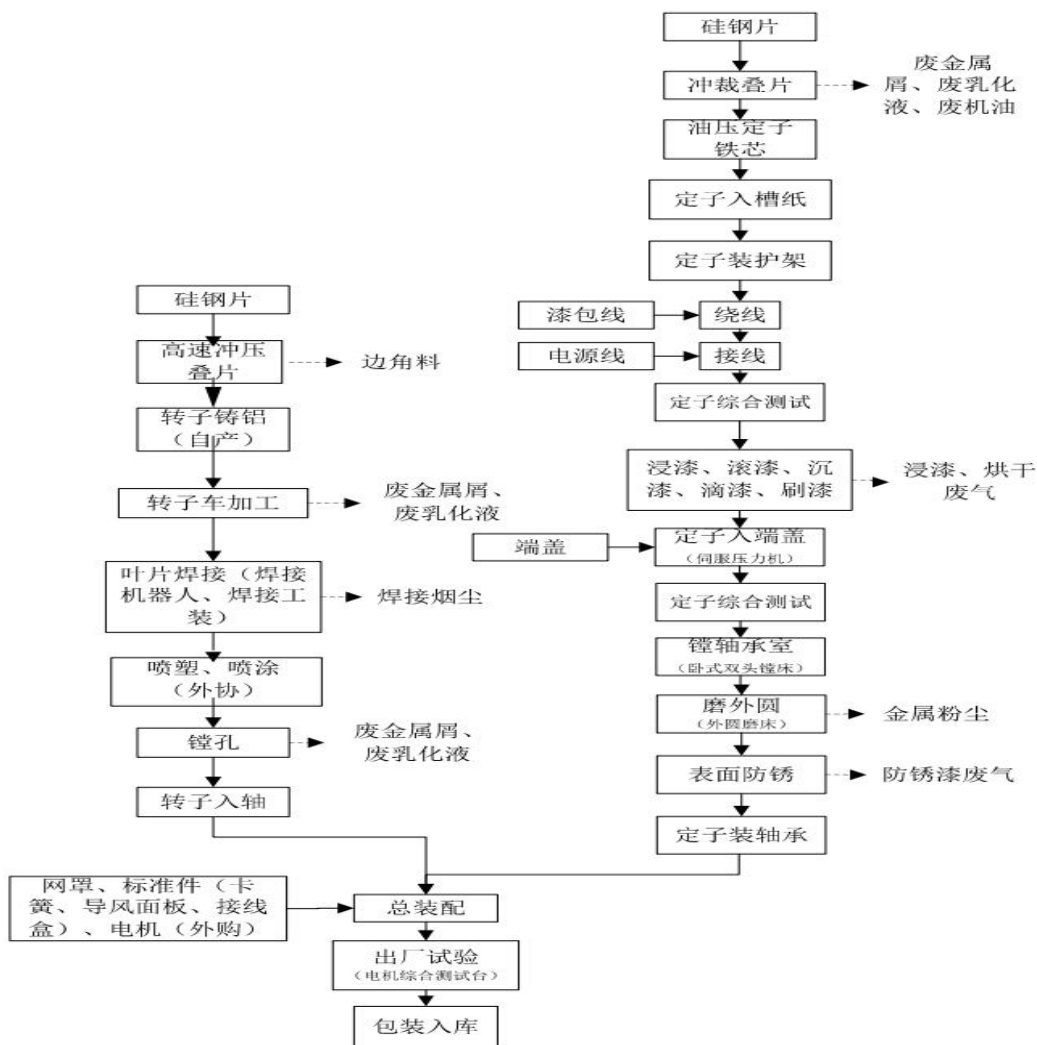 硅钢片
冲裁叠片
废金属
屑、废乳化
液、废机油
油压定子
铁芯
定子入槽纸
定子装护架
漆包线
绕线
电源线
接线
定子综合测试
浸漆、滚漆、沉
漆、滴漆、刷漆
浸漆、烘干
废气
端盖
定子入端盖
(伺服压力机)
定子综合测试
镗轴承室
(卧式双头镗床)
磨外圆
(外圆磨床)
金属粉尘
表面防锈
防锈漆废气
定子装轴承
硅钢片
高速冲压
叠片
边角料
转子铸铝
(自产)
转子车加工
废金属屑、
废乳化液
叶片焊接(焊接
机器人、焊接工
装)
焊接烟尘
喷塑、喷涂
(外协)
镗孔
废金属屑、
废乳化液
转子入轴
网罩、标准件(卡
簧、导风面板、接线
盒)、电机(外购)
总装配
出厂试验
(电机综合测试台)
包装入库